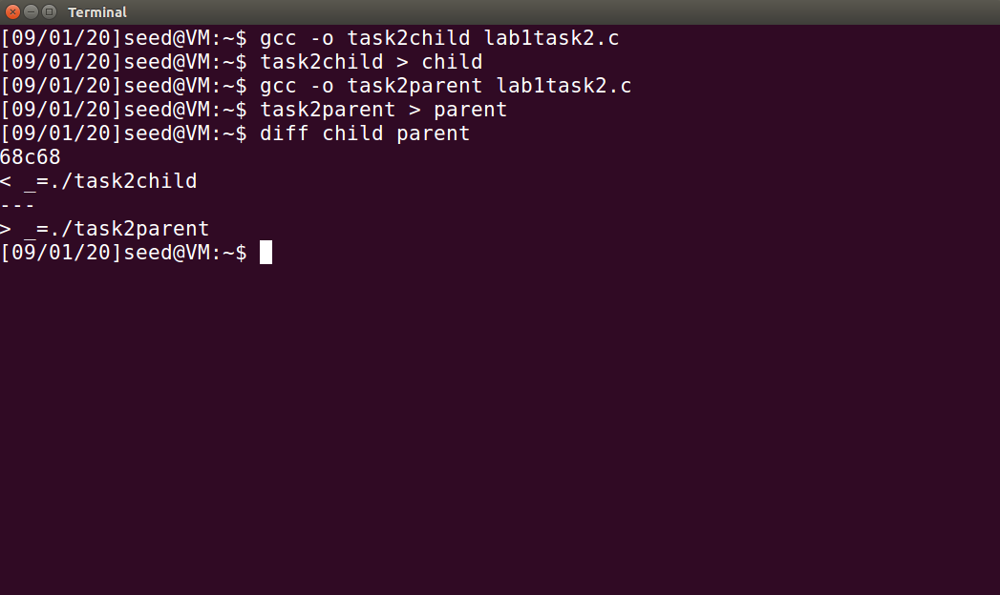 Terminal
[09/01/20]seed@VM:~$ gcc -o task2child lab1task2.c
[09/01/20]seed@VM:~$ task2child > child
[09/01/20]seed@VM:~$ gcc -o task2parent lab1task2.c
[09/01/20]seed@VM:~$ task2parent > parent
[09/01/20]seed@VM:~$ diff child parent
68c68
< _=./task2child
---
> _=./task2parent
[09/01/20]seed@VM:~$